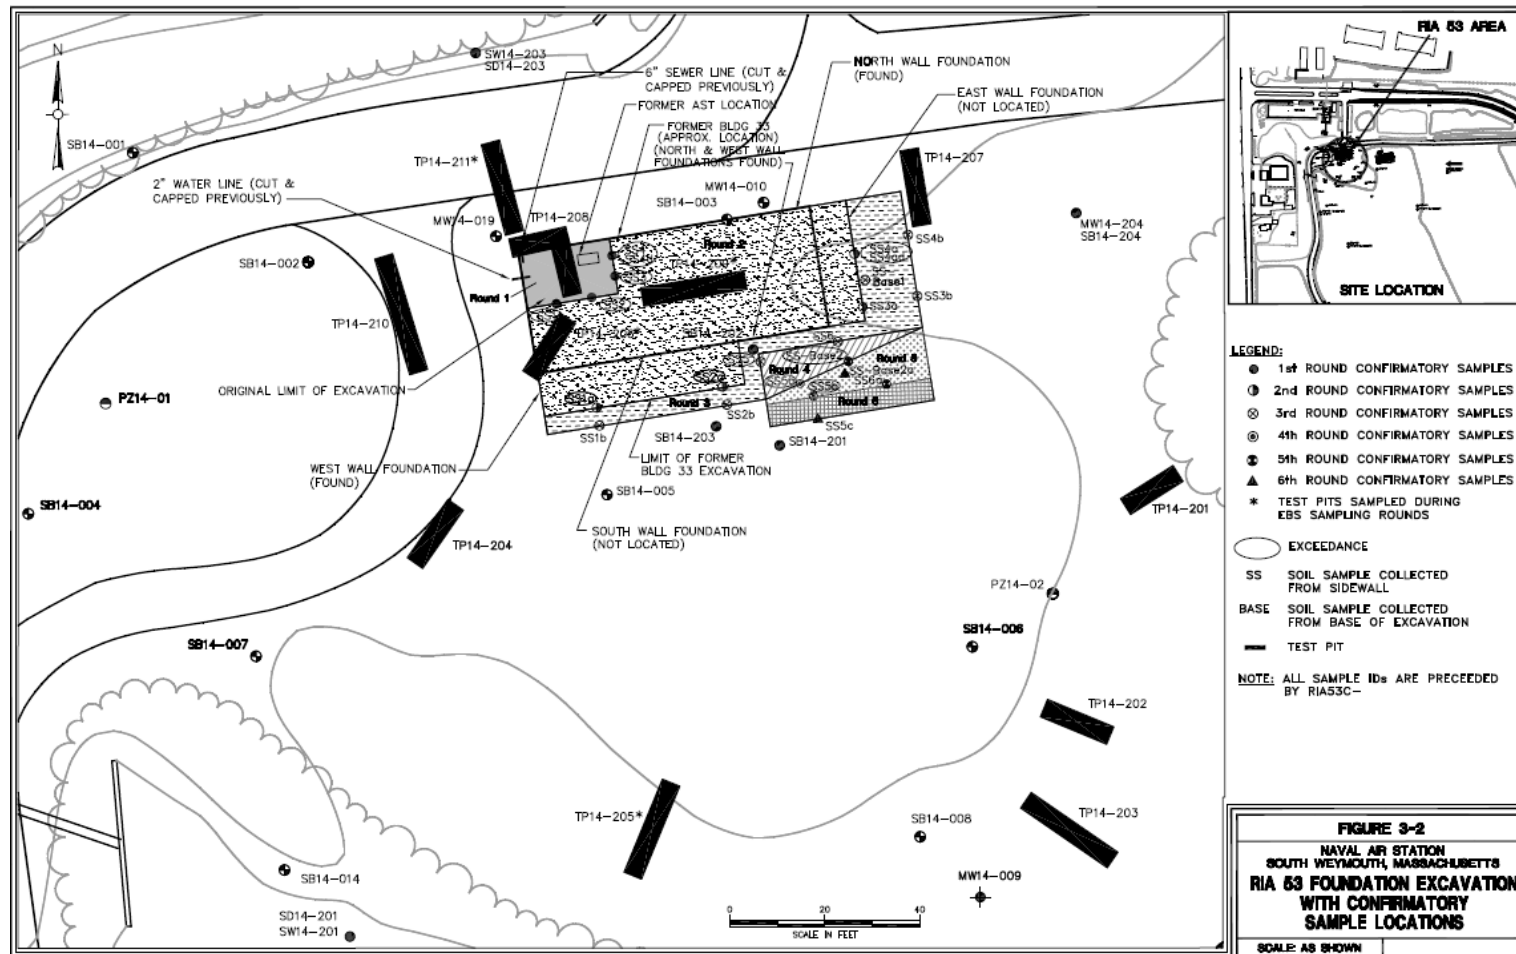 N
SW14-203
SD14-203
SB14-001
6" SEWER LINE (CUT &
CAPPED PREVIOUSLY)
FORMER AST LOCATION
FORMER BLDG 33
(APPROX. LOCATION)
(NORTH & WEST WALL
FOUNDATIONS FOUND)
NORTH WALL FOUNDATION
(FOUND)
EAST WALL FOUNDATION
(NOT LOCATED)
2" WATER LINE (CUT &
CAPPED PREVIOUSLY)
TP14-211*
TP14-207
MW14-010
SB14-003
TP14-208
MW14-019
MW14-204
SB14-204
SB14-002
Round 2
SS4b
Round 1
Base1
SS3b
SS3a
TP14-210
ORIGINAL LIMIT OF EXCAVATION
PZ14-01
Round 4
Round 5
Base2a
Round 3
Round 6
SS2b
SS1b
SS5c
SB14-203
SB14-201
WEST WALL FOUNDATION
(FOUND)
LIMIT OF FORMER
BLDG 33 EXCAVATION
SB14-005
SB14-004
TP14-201
TP14-204
SOUTH WALL FOUNDATION
(NOT LOCATED)
PZ14-02
SB14-007
SB14-006
TP14-202
TP14-205*
SB14-008
TP14-203
SB14-014
MW14-009
SD14-201
SW14-201
0 20 40
SCALE IN FEET
RIA 53 AREA
SITE LOCATION
LEGEND:
1st ROUND CONFIRMATORY SAMPLES
2nd ROUND CONFIRMATORY SAMPLES
3rd ROUND CONFIRMATORY SAMPLES
4th ROUND CONFIRMATORY SAMPLES
5th ROUND CONFIRMATORY SAMPLES
6th ROUND CONFIRMATORY SAMPLES
* TEST PITS SAMPLED DURING
EBS SAMPLING ROUNDS
EXCEEDANCE
SS SOIL SAMPLE COLLECTED
FROM SIDEWALL
BASE SOIL SAMPLE COLLECTED
FROM BASE OF EXCAVATION
TEST PIT
NOTE: ALL SAMPLE IDs ARE PRECEEDED
BY RIA53C-
FIGURE 3-2
NAVAL AIR STATION
SOUTH WEYMOUTH, MASSACHUSETTS
RIA 53 FOUNDATION EXCAVATION
WITH CONFIRMATORY
SAMPLE LOCATIONS
SCALE: AS SHOWN